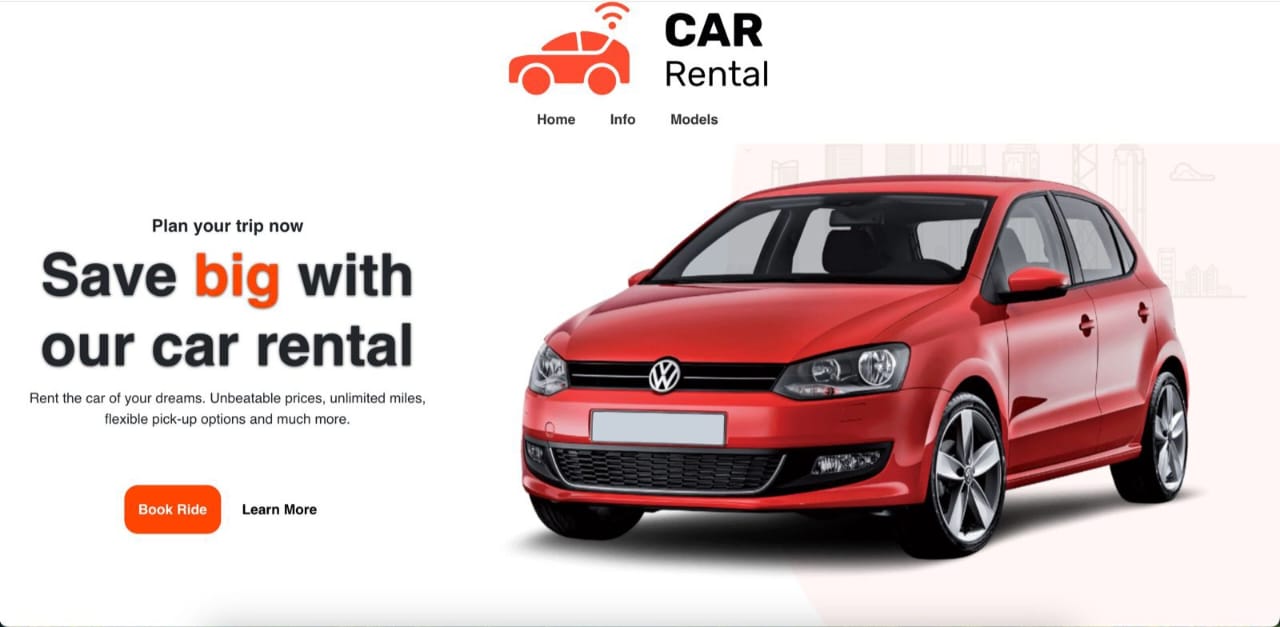 CAR
Rental
Home Info Models
Plan your trip now
Save big with
our car rental
Rent the car of your dreams. Unbeatable prices, unlimited miles,
flexible pick-up options and much more.
Book Ride Learn More
VW